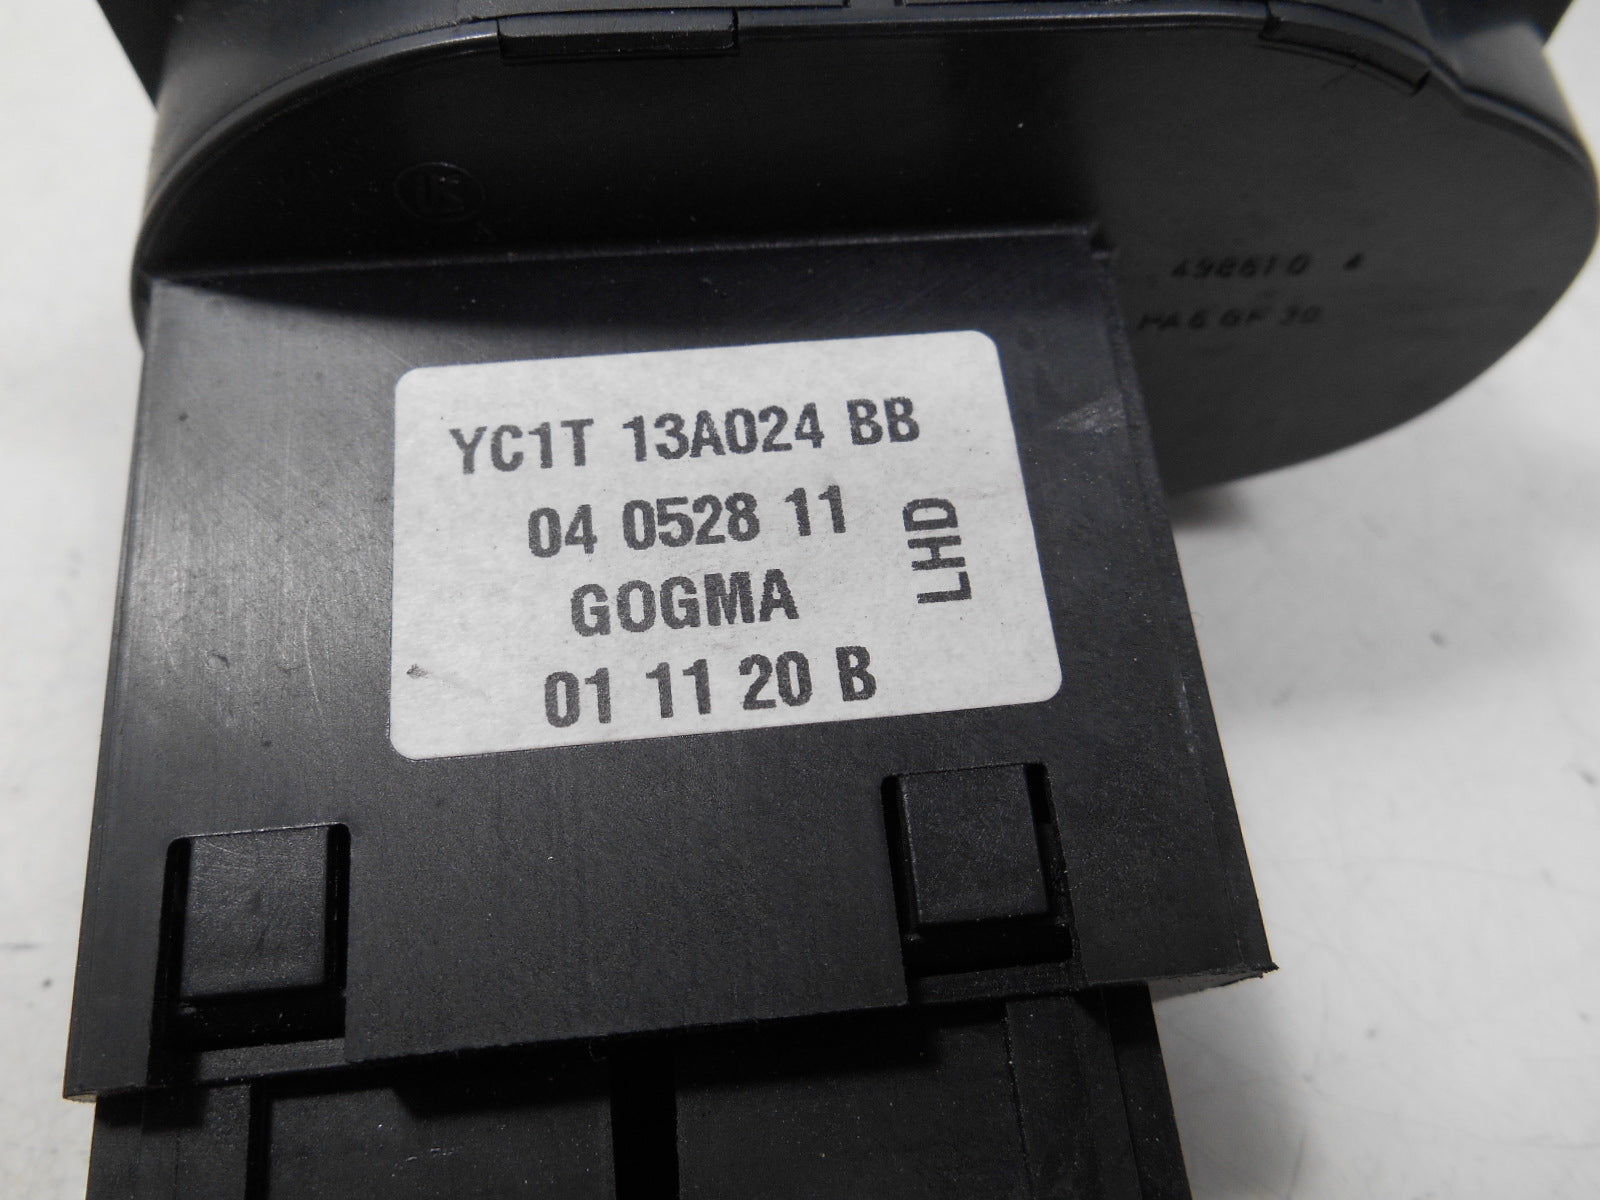 YC1T 13A024 BB
04 0528 11
LHD
GOGMA
01 11 20 B